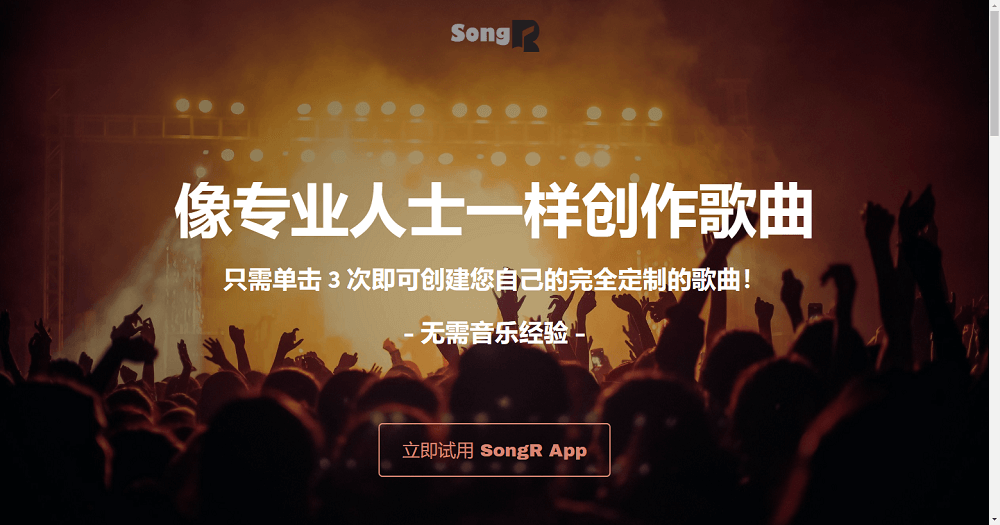 SongR
像专业人士一样创作歌曲
只需单击 3 次即可创建您自己的完全定制的歌曲！
– 无需音乐经验 –
立即试用 SongR App